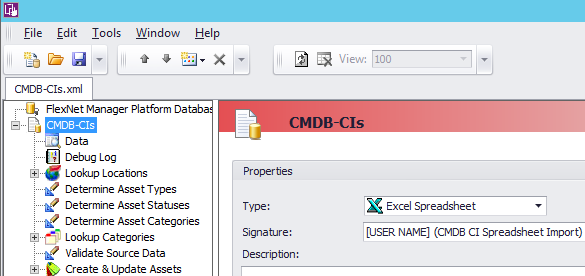 File Edit Tools Window Help
View: 100
CMDB-CIs.xml
FlexNet Manager Platform Databas
CMDB-CIs
Data
Debug Log
Lookup Locations
Determine Asset Types
Determine Asset Statuses
Determine Asset Categories
Lookup Categories
Validate Source Data
Create & Update Assets
CMDB-CIs
Properties
Type: Excel Spreadsheet
Signature: [USER NAME] (CMDB CI Spreadsheet Import)
Description: